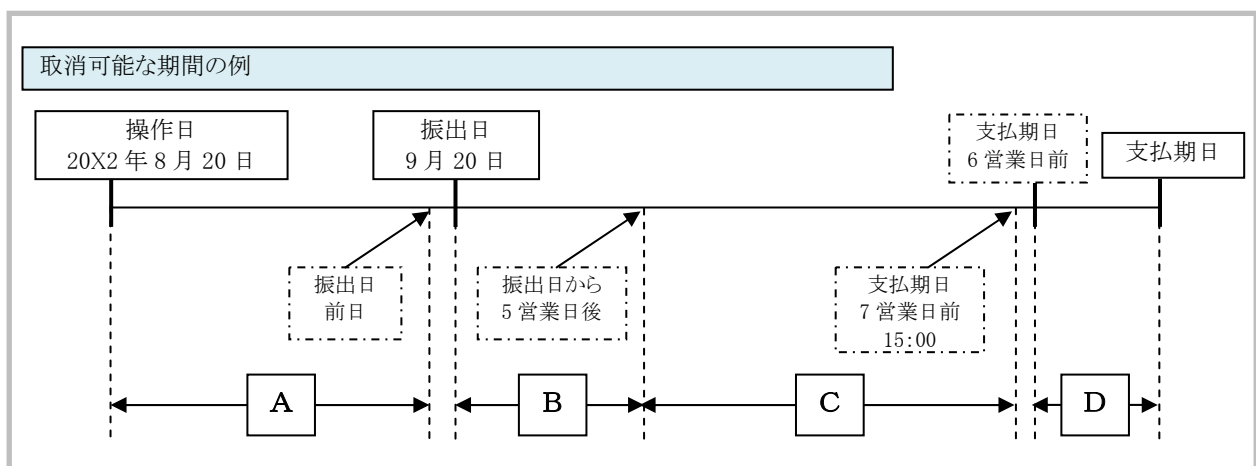 取消可能な期間の例
操作日
20X2年8月20日
振出日
9月20日
支払期日
6営業日前
支払期日
振出日
前日
振出日から
5営業日後
支払期日
7営業日前
15:00
A
B
C
D